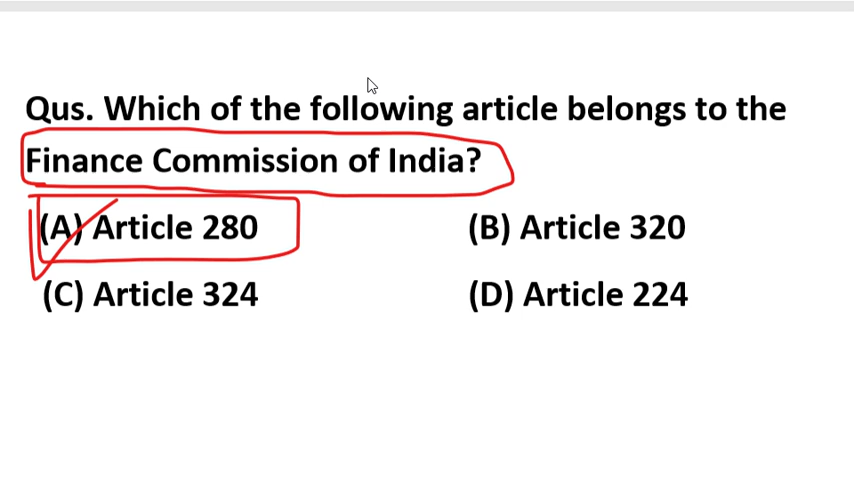 Qus. Which of the following article belongs to the
Finance Commission of India?
(A) Article 280 (B) Article 320
(C) Article 324 (D) Article 224